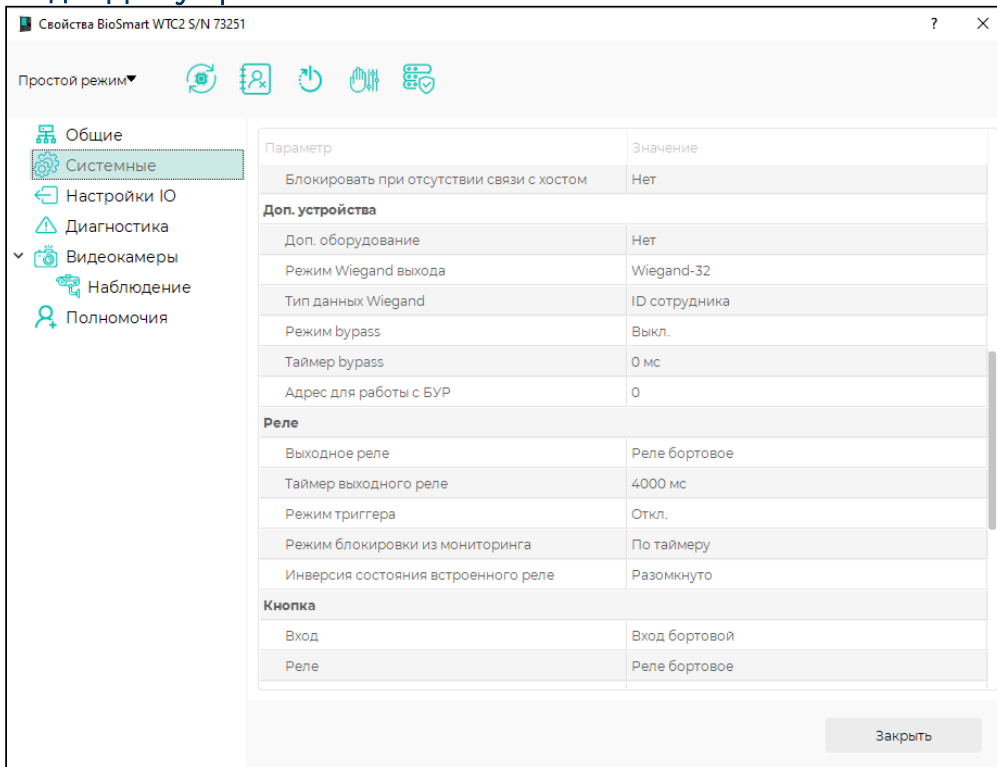 Свойства BioSmart WTC2 S/N 73251
?
Простой режим
Общие
Системные
Настройки IO
Диагностика
Видеокамеры
Наблюдение
Полномочия
Параметр Значение
Блокировать при отсутствии связи с хостом Нет
Доп. устройства
Доп. оборудование Нет
Режим Wiegand выхода Wiegand-32
Тип данных Wiegand ID сотрудника
Режим bypass Выкл.
Таймер bypass 0 мс
Адрес для работы с БУР 0
Реле
Выходное реле Реле бортовое
Таймер выходного реле 4000 мс
Режим триггера Откл.
Режим блокировки из мониторинга По таймеру
Инверсия состояния встроенного реле Разомкнуто
Кнопка
Вход Вход бортовой
Реле Реле бортовое
Закрыть